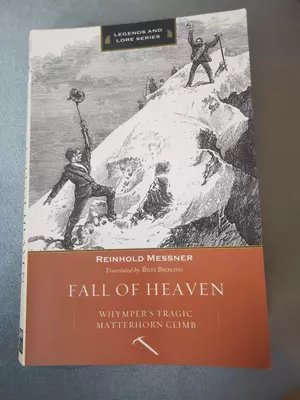 LEGENDS AND
LORE SERIES
REINHOLD MESSNER
Translated by BILLI BIERLING
FALL OF HEAVEN
WHYMPER'S TRAGIC
MATTERHORN CLIMB